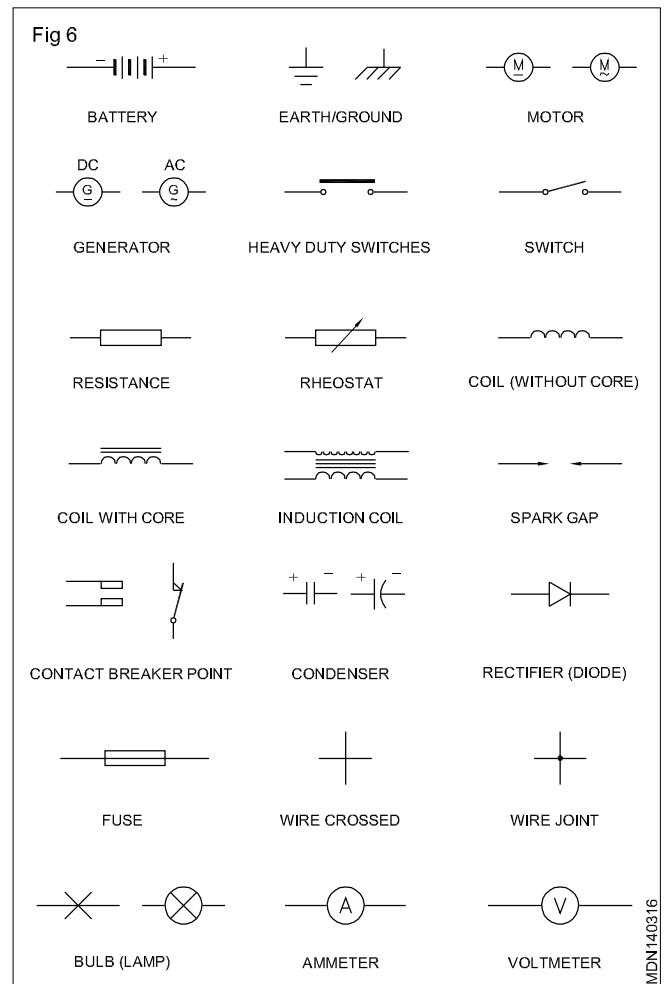 Fig 6
– +
BATTERY
EARTH/GROUND
M M
MOTOR
DC AC
G G
GENERATOR
HEAVY DUTY SWITCHES
SWITCH
RESISTANCE
RHEOSTAT
COIL (WITHOUT CORE)
COIL WITH CORE
INDUCTION COIL
SPARK GAP
CONTACT BREAKER POINT
+ – + –
CONDENSER
RECTIFIER (DIODE)
FUSE
WIRE CROSSED
WIRE JOINT
BULB (LAMP)
A
AMMETER
V
VOLTMETER
MDN140316